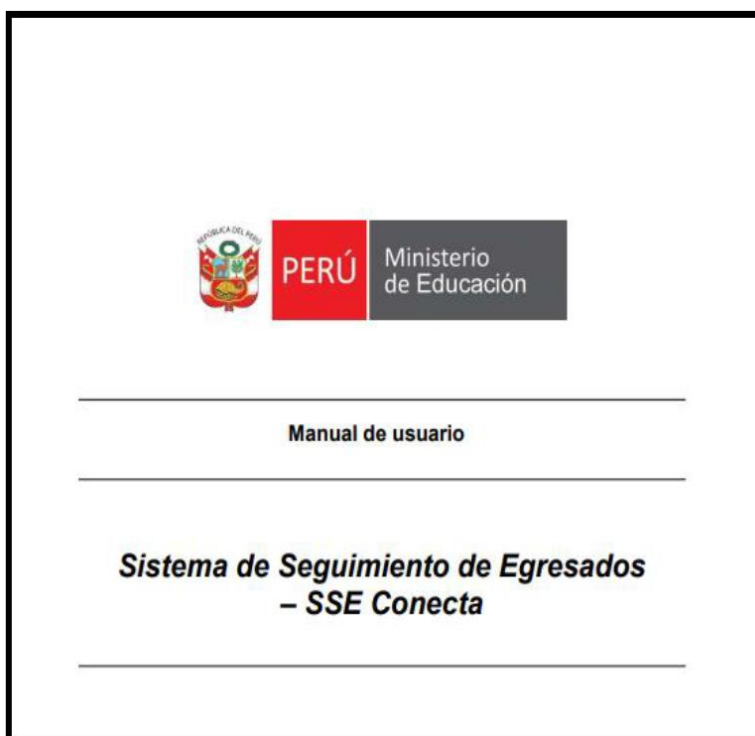 REPÚBLICA DEL PERÚ
PERÚ
Ministerio
de Educación
Manual de usuario
Sistema de Seguimiento de Egresados
– SSE Conecta